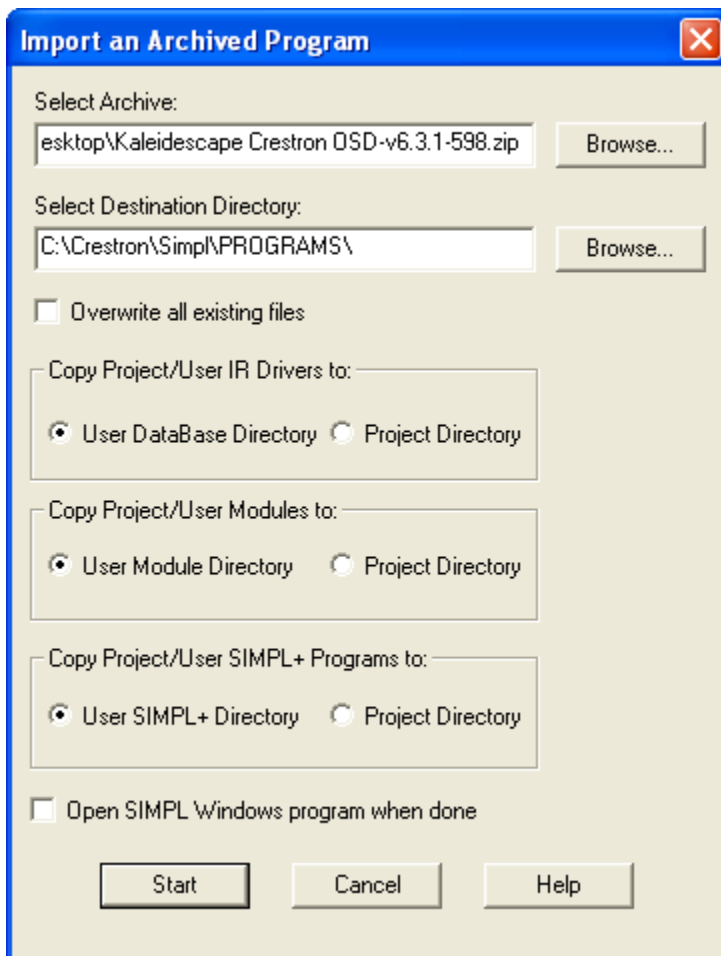 Import an Archived Program
Select Archive:
esktop\Kaleidescape Crestron OSD-v6.3.1-598.zip
Browse...
Select Destination Directory:
C:\Crestron\Simpl\PROGRAMS\
Browse...
Overwrite all existing files
Copy Project/User IR Drivers to:
User DataBase Directory
Project Directory
Copy Project/User Modules to:
User Module Directory
Project Directory
Copy Project/User SIMPL+ Programs to:
User SIMPL+ Directory
Project Directory
Open SIMPL Windows program when done
Start
Cancel
Help